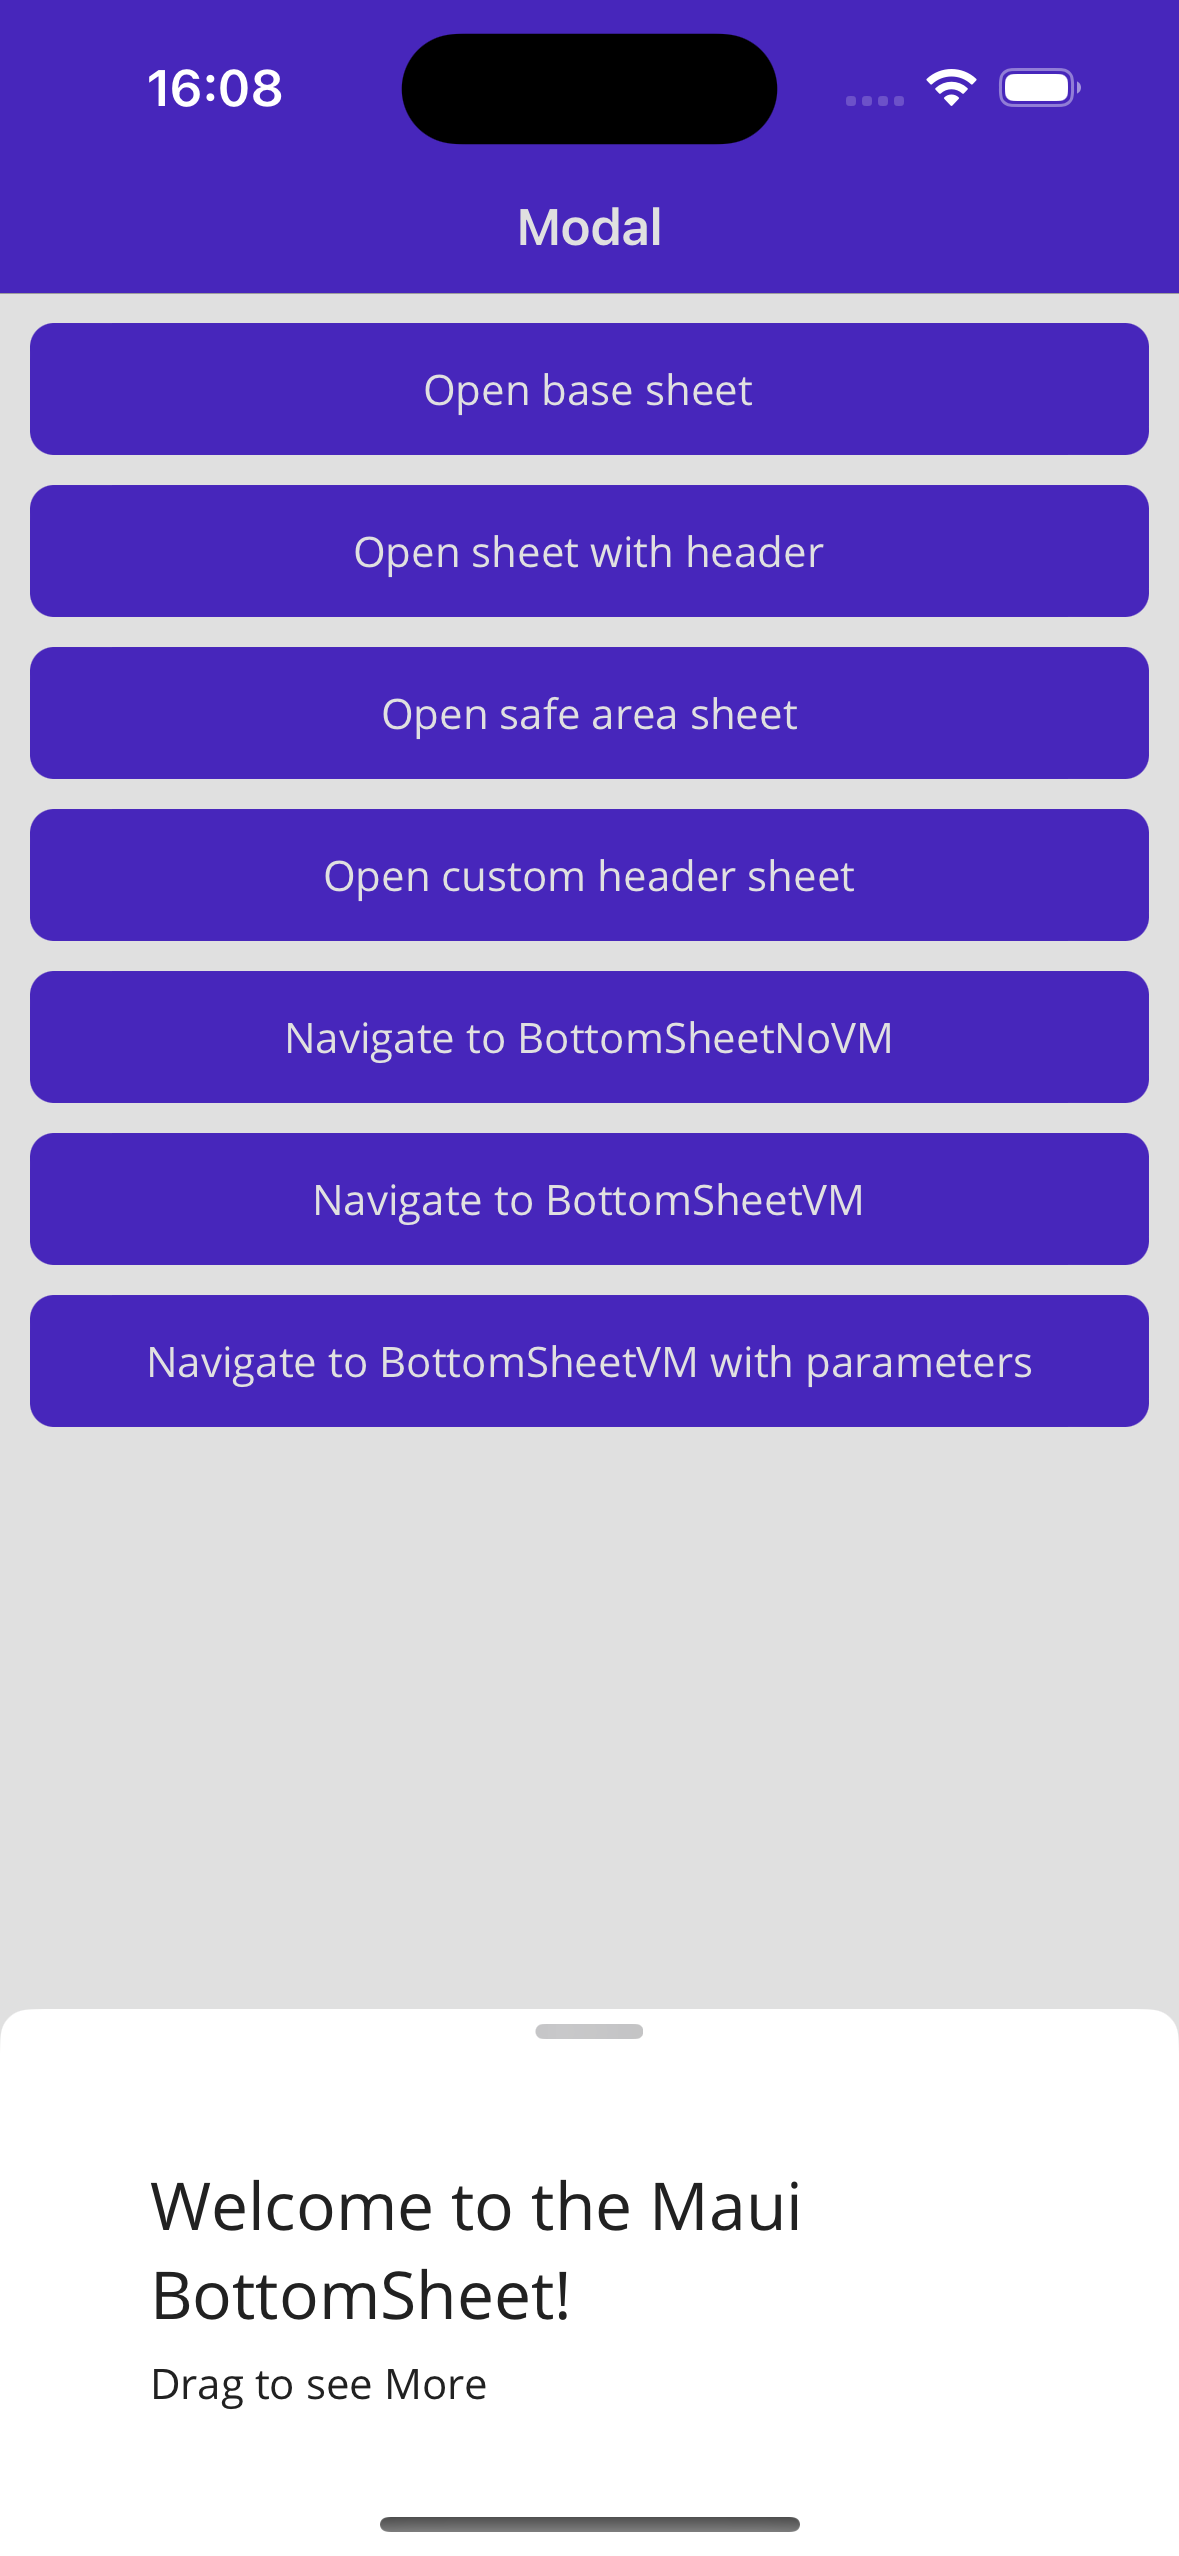 16:08
Modal
Open base sheet
Open sheet with header
Open safe area sheet
Open custom header sheet
Navigate to BottomSheetNoVM
Navigate to BottomSheetVM
Navigate to BottomSheetVM with parameters
Welcome to the Maui
BottomSheet!
Drag to see More